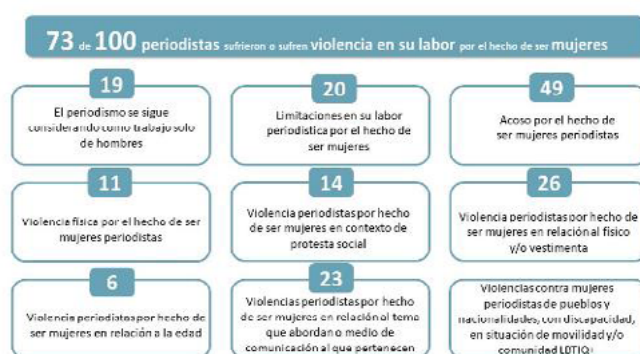 73 de 100 periodistas sufrieron o sufren violencia en su labor por el hecho de ser mujeres
19
El periodismo se sigue
considerando como trabajo solo
de hombres
20
Limitaciones en su labor
periodística por el hecho de
ser mujeres
49
Acoso por el hecho de
ser mujeres periodistas
11
Violencia física por el hecho de ser
mujeres periodistas
14
Violencia periodistas por hecho
de ser mujeres en contexto de
protesta social
26
Violencia periodistas por hecho de
ser mujeres en relación al físico
y/o vestimenta
6
Violencia periodistas por hecho de
ser mujeres en relación a la edad
23
Violencias periodistas por hecho
de ser mujeres en relación al tema
que abordan o medio de
comunicación al que pertenecen
Violencias contra mujeres
periodistas de pueblos y
nacionalidades, con discapacidad,
en situación de movilidad y/o
comunidad